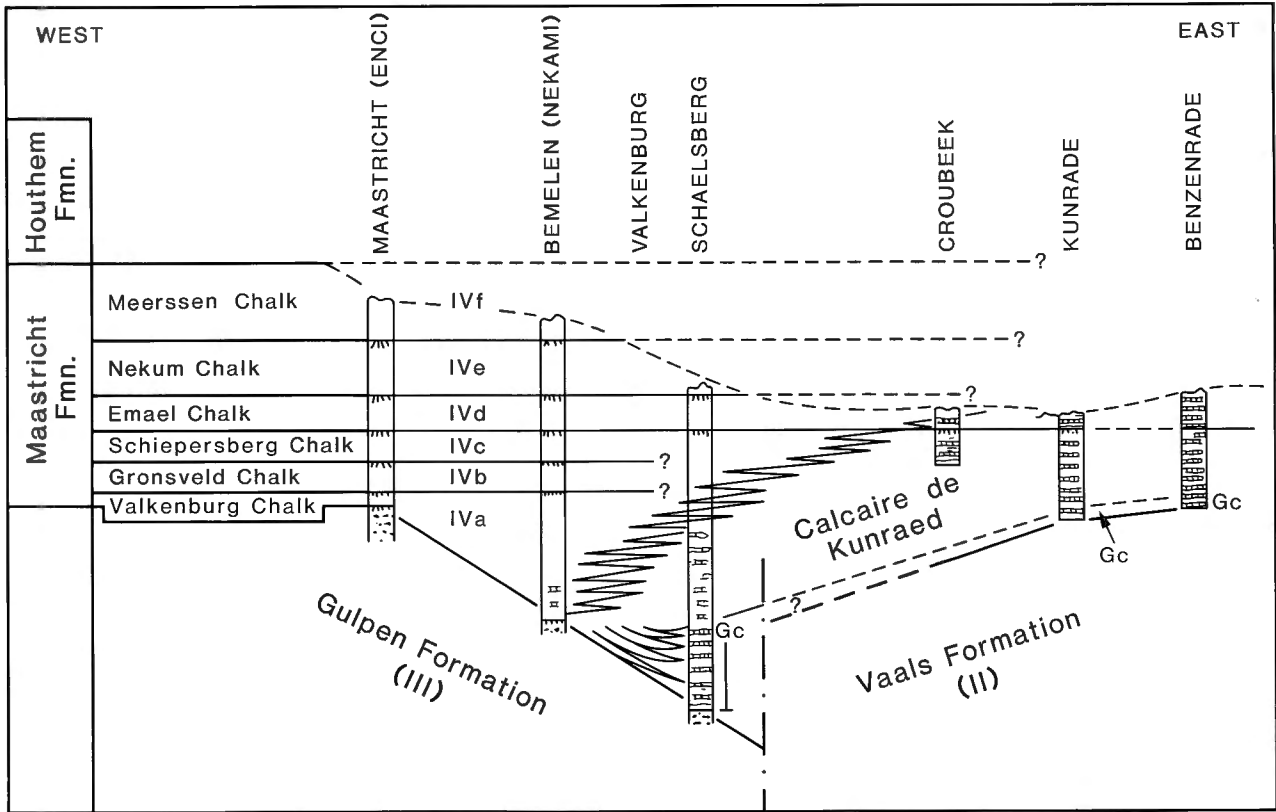 WEST
EAST
MAASTRICHT (ENCI)
BEMELEN (NEKAMI)
VALKENBURG
SCHAELSBERG
CROUBEEK
KUNRADE
BENZENRADE
Houthem
Fmn.
Maastricht
Fmn.
?
Meerssen Chalk
IVf
?
Nekum Chalk
IVe
?
Emael Chalk
IVd
Schiepersberg Chalk
IVc
?
Gronsveld Chalk
IVb
?
Valkenburg Chalk
IVa
Calcaire de
Kunraed
Gc
Gc
?
Gc
Gulpen Formation
(III)
Vaals Formation
(II)